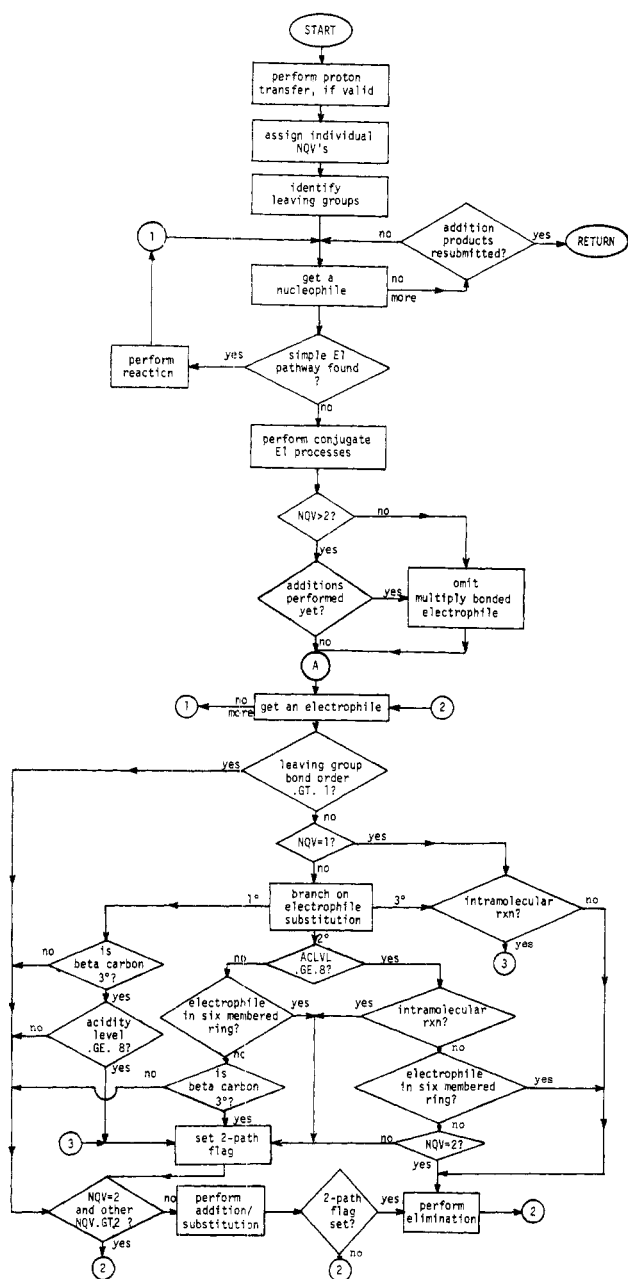 START
perform proton
transfer, if valid
assign individual
NQV's
identify
leaving groups
1
no
addition
products
resubmitted?
yes
RETURN
get a
nucleophile
no
more
perform
reaction
yes
simple E1
pathway found
?
no
perform conjugate
E1 processes
NQV>2?
no
yes
additions
performed
yet?
yes
omit
multiply bonded
electrophile
no
A
1
no
more
get an electrophile
2
yes
leaving group
bond order
.GT. 1?
no
NQV=1?
yes
no
1°
branch on
electrophile
substitution
3°
intramolecular
rxn?
no
yes
3
2°
no
is
beta carbon
3°?
yes
no
ACLVL
.GE.8?
yes
no
acidity
level
.GE. 8?
yes
electrophile
in six membered
ring?
yes
no
yes
intramolecular
rxn?
no
no
is
beta carbon
3°?
yes
electrophile
in six membered
ring?
yes
no
3
set 2-path
flag
no
NQV=2?
yes
NQV=2
and other
NQV.GT.2 ?
no
yes
2
perform
addition/
substitution
2-path
flag
set?
yes
no
2
perform
elimination
2